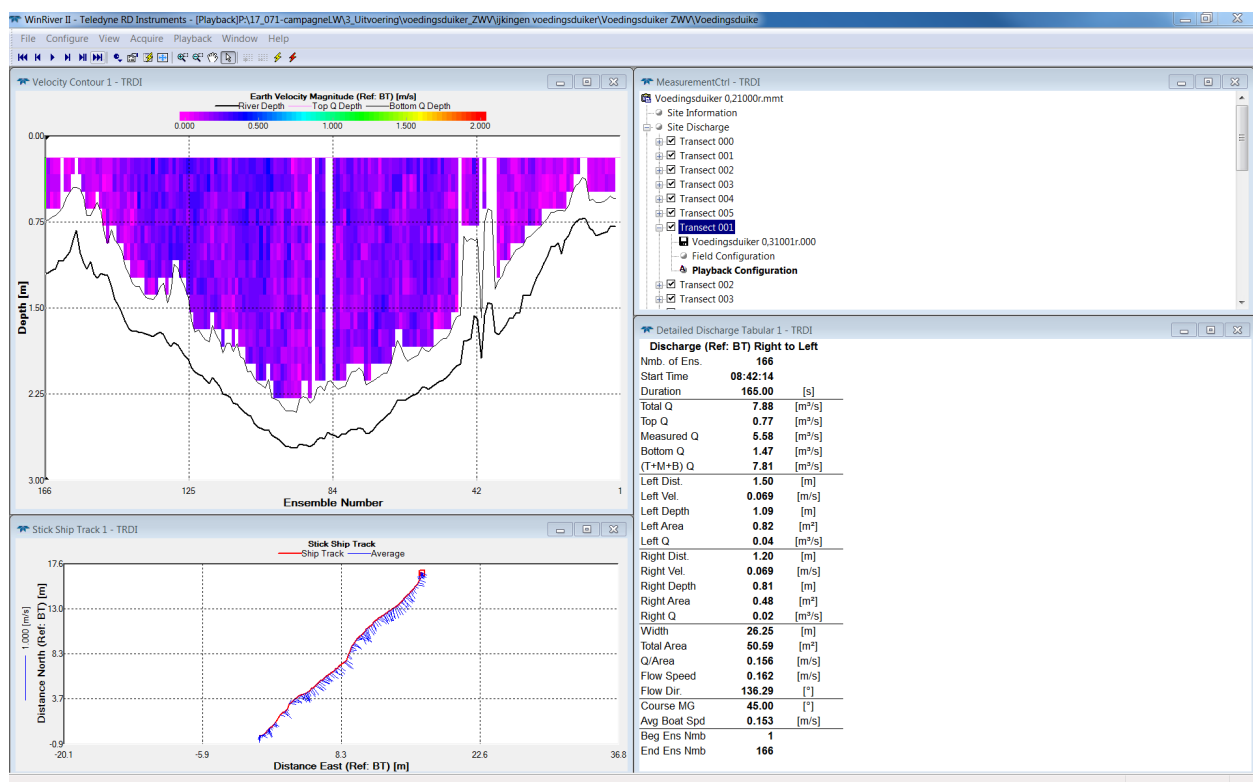 WinRiver II - Teledyne RD Instruments - [Playback]P:\17_071-campagneLW\3_Uitvoering\voedingsduiker_ZWV\ijkingen voedingsduiker\Voedingsduiker ZWV\Voedingsduike
File Configure View Acquire Playback Window Help
Velocity Contour 1 - TRDI
Earth Velocity Magnitude (Ref: BT) [m/s]
River Depth Top Q Depth Bottom Q Depth
0.000 0.500 1.000 1.500 2.000
0.00
0.75
1.50
2.25
3.00
Depth [m]
166 125 84 42 1
Ensemble Number
Stick Ship Track 1 - TRDI
Stick Ship Track
Ship Track Average
17.6
13.0
8.3
3.7
-0.9
1.000 [m/s]
Distance North (Ref: BT) [m]
-20.1 -5.9 8.3 22.6 36.8
Distance East (Ref: BT) [m]
MeasurementCtrl - TRDI
Voedingsduiker 0,21000r.mmt
Site Information
Site Discharge
Transect 000
Transect 001
Transect 002
Transect 003
Transect 004
Transect 005
Transect 001
Voedingsduiker 0,31001r.000
Field Configuration
Playback Configuration
Transect 002
Transect 003
Detailed Discharge Tabular 1 - TRDI
Discharge (Ref: BT) Right to Left
Nmb. of Ens. 166
Start Time 08:42:14
Duration 165.00 [s]
Total Q 7.88 [m³/s]
Top Q 0.77 [m³/s]
Measured Q 5.58 [m³/s]
Bottom Q 1.47 [m³/s]
(T+M+B) Q 7.81 [m³/s]
Left Dist. 1.50 [m]
Left Vel. 0.069 [m/s]
Left Depth 1.09 [m]
Left Area 0.82 [m²]
Left Q 0.04 [m³/s]
Right Dist. 1.20 [m]
Right Vel. 0.069 [m/s]
Right Depth 0.81 [m]
Right Area 0.48 [m²]
Right Q 0.02 [m³/s]
Width 26.25 [m]
Total Area 50.59 [m²]
Q/Area 0.156 [m/s]
Flow Speed 0.162 [m/s]
Flow Dir. 136.29 [°]
Course MG 45.00 [°]
Avg Boat Spd 0.153 [m/s]
Beg Ens Nmb 1
End Ens Nmb 166